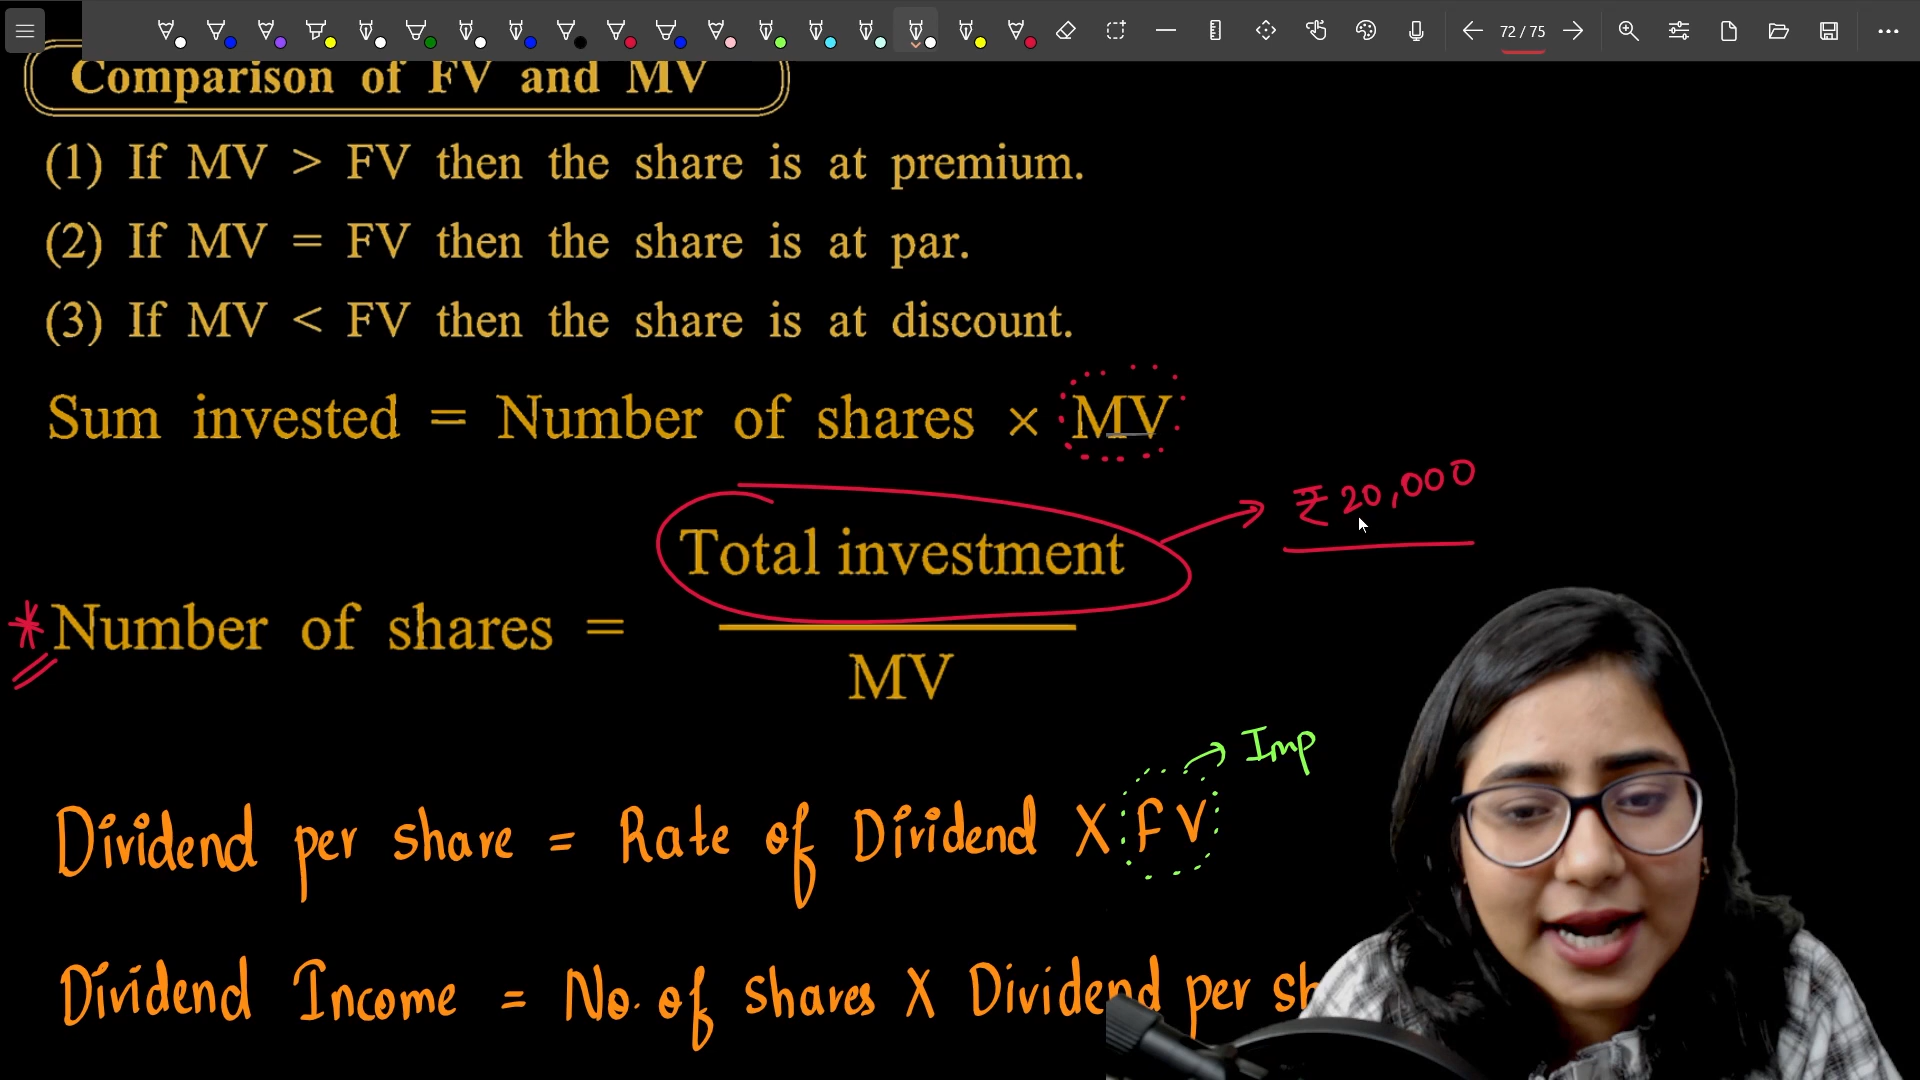 72 / 75
Comparison of FV and MV
(1) If MV > FV then the share is at premium.
(2) If MV = FV then the share is at par.
(3) If MV < FV then the share is at discount.
Sum invested = Number of shares × MV
Total investment → ₹20,000
* Number of shares =
MV
→ Imp
Dividend per share = Rate of Dividend X FV
Dividend Income = No. of shares X Dividend per sh